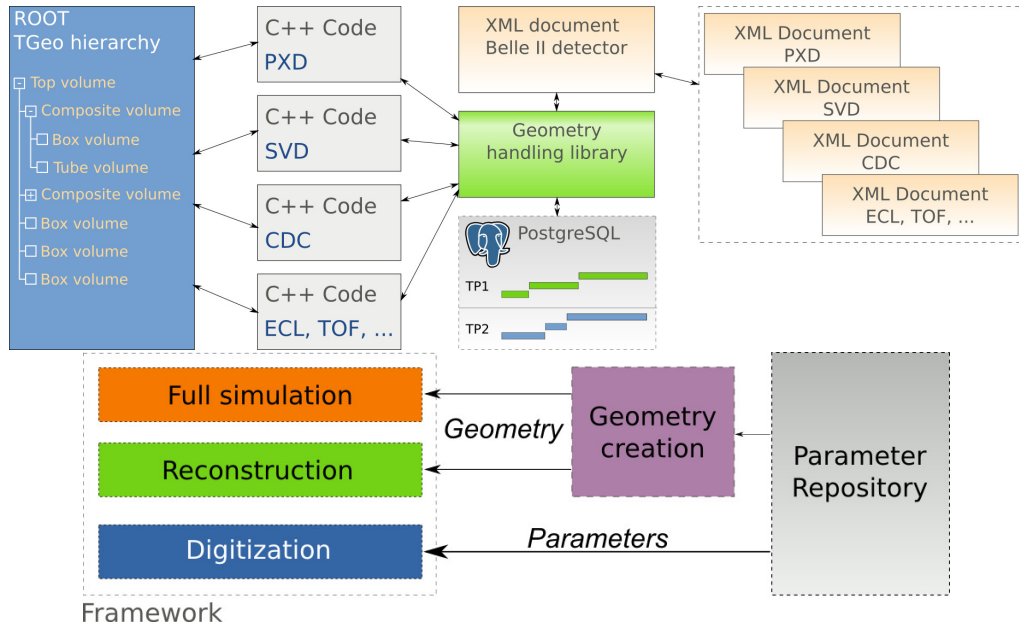 ROOT
TGeo hierarchy
Top volume
Composite volume
Box volume
Tube volume
Composite volume
Box volume
Box volume
Box volume
C++ Code
PXD
C++ Code
SVD
C++ Code
CDC
C++ Code
ECL, TOF, ...
XML document
Belle II detector
Geometry
handling library
PostgreSQL
TP1
TP2
XML Document
PXD
XML Document
SVD
XML Document
CDC
XML Document
ECL, TOF, ...
Full simulation
Reconstruction
Digitization
Framework
Geometry
Parameters
Geometry
creation
Parameter
Repository